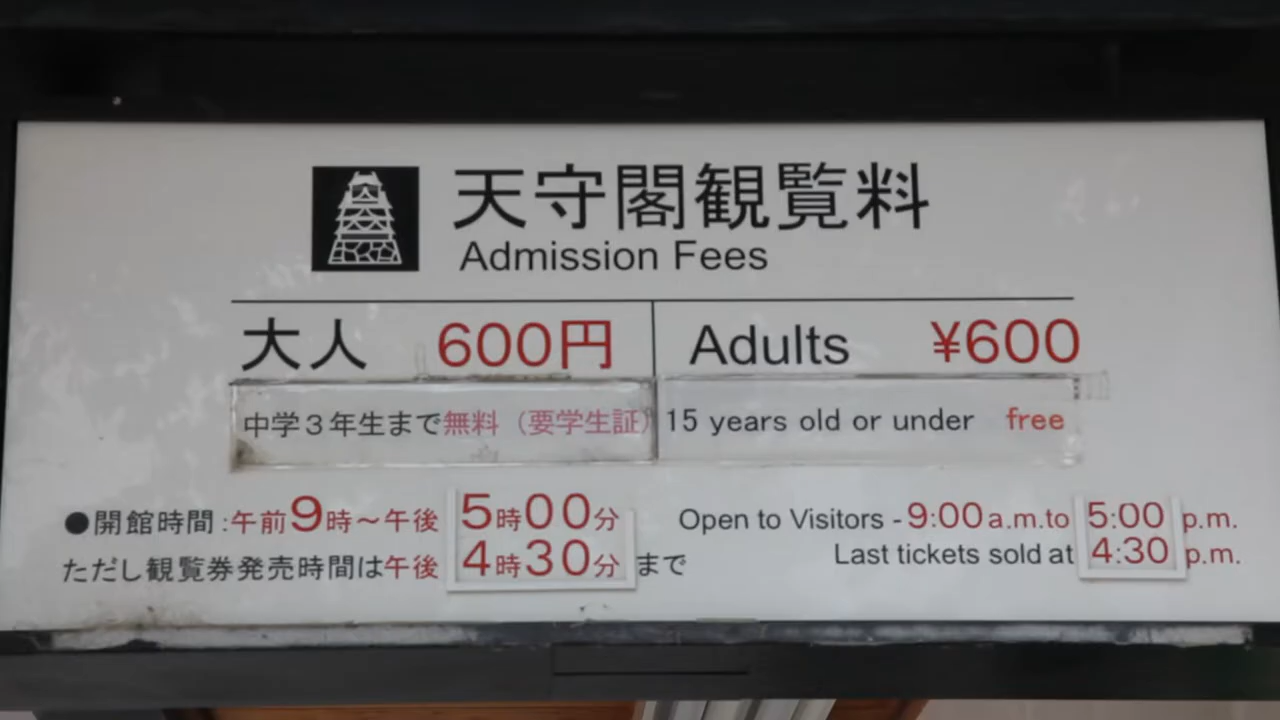 天守閣観覧料
Admission Fees
大人 600円 Adults ¥600
中学3年生まで無料（要学生証） 15 years old or under free
●開館時間:午前9時～午後5時00分 Open to Visitors - 9:00 a.m. to 5:00 p.m.
ただし観覧券発売時間は午後4時30分まで Last tickets sold at 4:30 p.m.